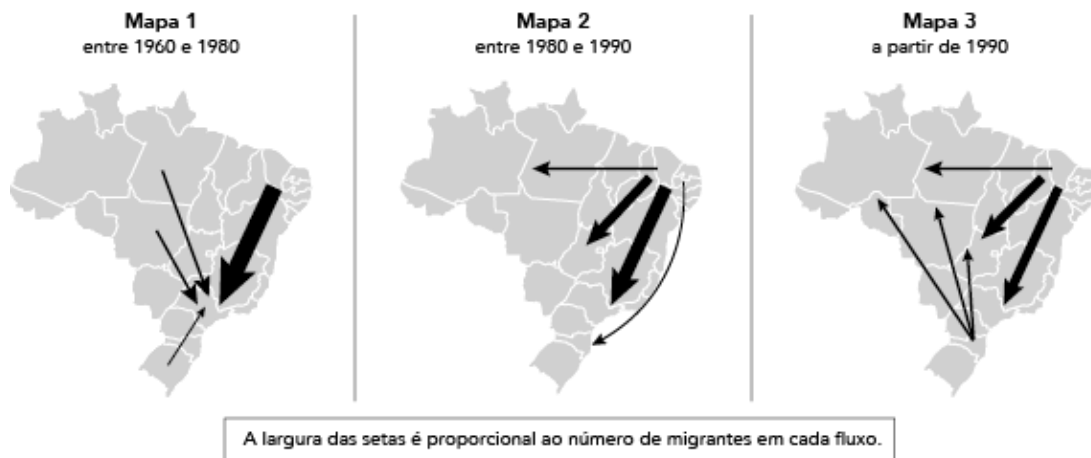 Mapa 1
entre 1960 e 1980
Mapa 2
entre 1980 e 1990
Mapa 3
a partir de 1990
A largura das setas é proporcional ao número de migrantes em cada fluxo.